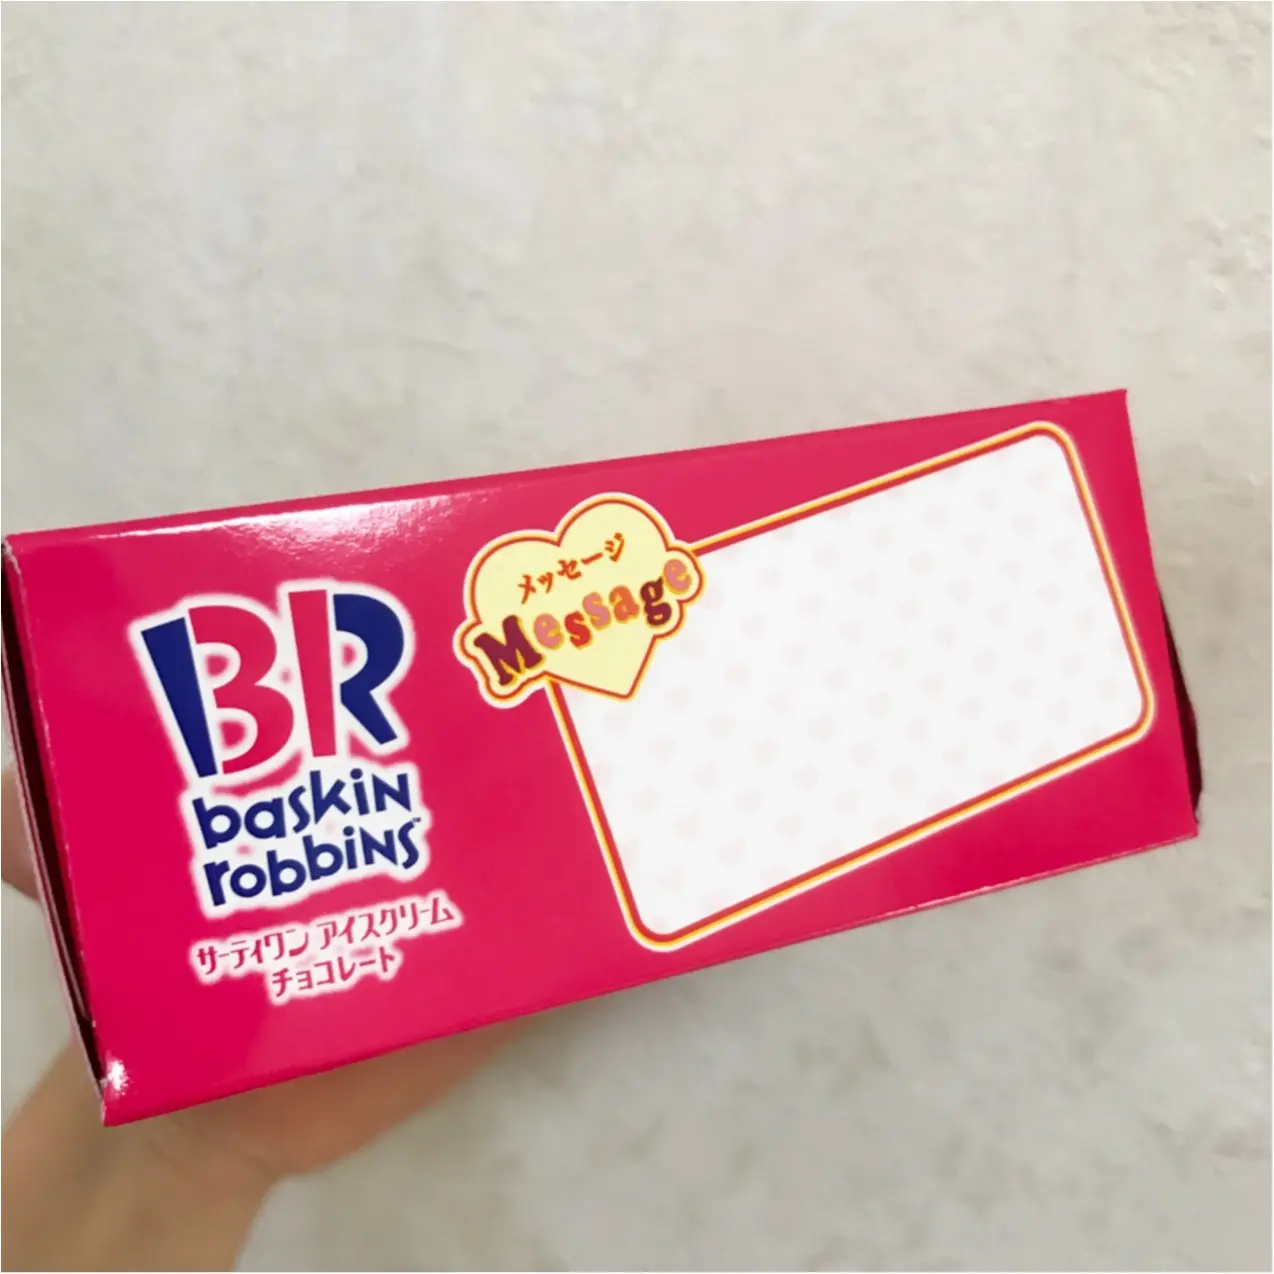 BR
baskin
robbins™
サーティワン アイスクリーム
チョコレート
メッセージ
Message